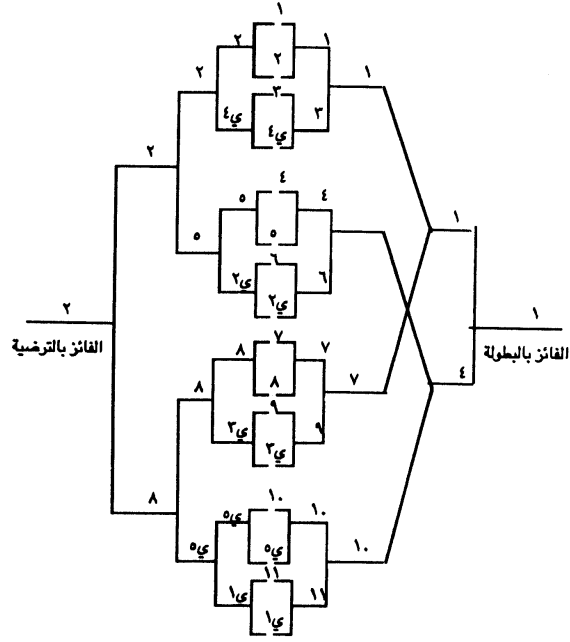 ١
٢ ٢ ١
٢ ١
٣
ي٤ ي٤ ٣
٢
٤
٥ ٤
٥ ٥
١
٦
ي٢ ي٢ ٦
٢ ١
الفائز بالترضية الفائز بالبطولة
٧
٨ ٧
٨ ٨ ٧ ٤
٩
ي٣ ي٣ ٩
٨
١٠
ي٥ ١٠
ي٥ ي٥ ١٠
١١
ي١ ي١ ١١